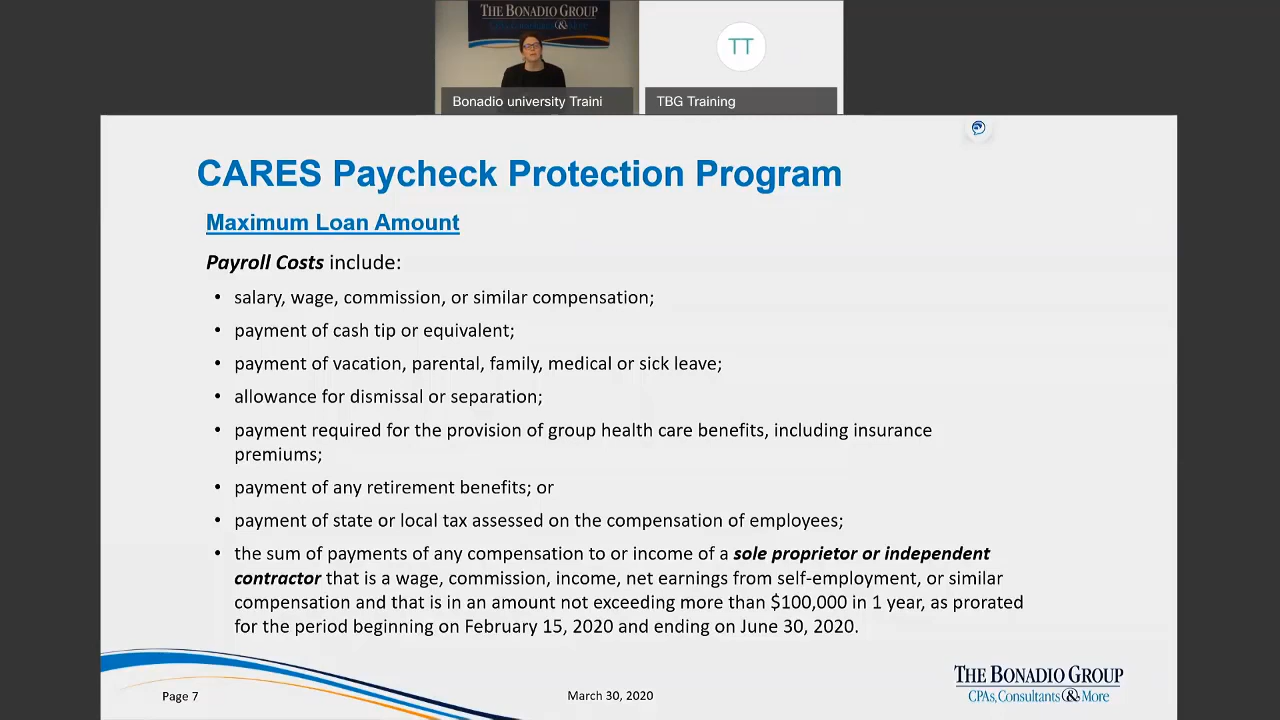 THE BONADIO GROUP
Bonadio university Traini
TT
TBG Training
CARES Paycheck Protection Program
Maximum Loan Amount
Payroll Costs include:
• salary, wage, commission, or similar compensation;
• payment of cash tip or equivalent;
• payment of vacation, parental, family, medical or sick leave;
• allowance for dismissal or separation;
• payment required for the provision of group health care benefits, including insurance
premiums;
• payment of any retirement benefits; or
• payment of state or local tax assessed on the compensation of employees;
• the sum of payments of any compensation to or income of a sole proprietor or independent
contractor that is a wage, commission, income, net earnings from self-employment, or similar
compensation and that is in an amount not exceeding more than $100,000 in 1 year, as prorated
for the period beginning on February 15, 2020 and ending on June 30, 2020.
Page 7
March 30, 2020
THE BONADIO GROUP
CPAs, Consultants & More